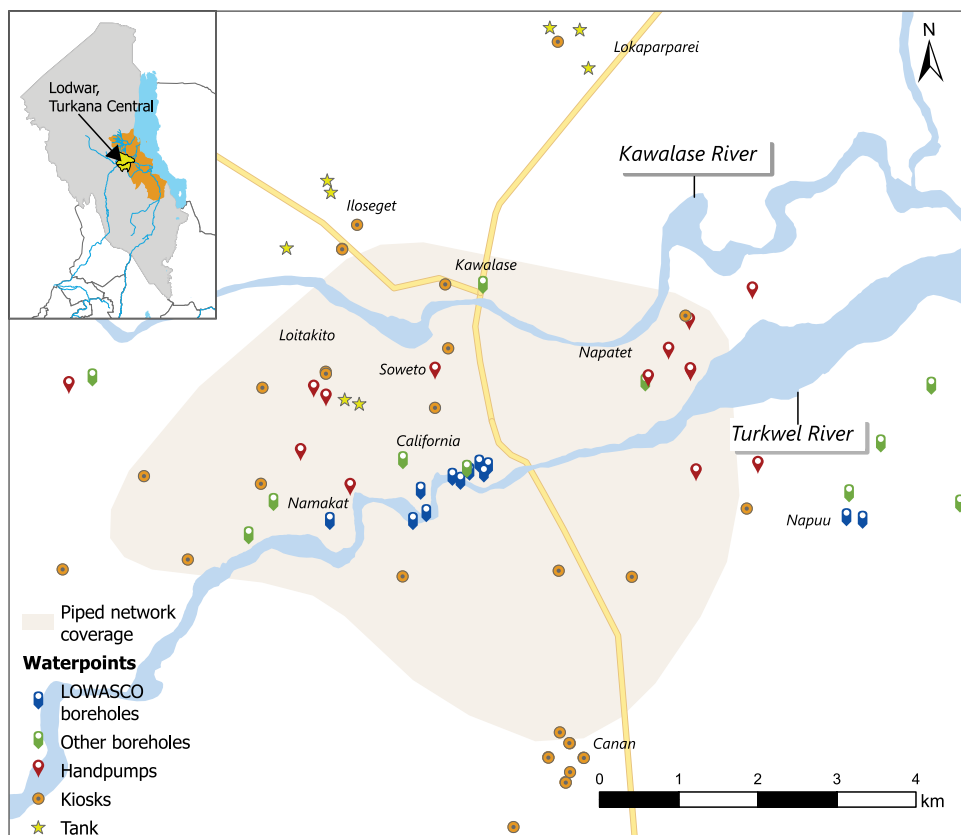 Lodwar,
Turkana Central
Lokaparparei
N
Kawalase River
Iloseget
Kawalase
Loitakito
Soweto
Napatet
California
Turkwel River
Namakat
Napuu
Piped network
coverage
Waterpoints
LOWASCO
boreholes
Other boreholes
Handpumps
Kiosks
Tank
Canan
0 1 2 3 4
km